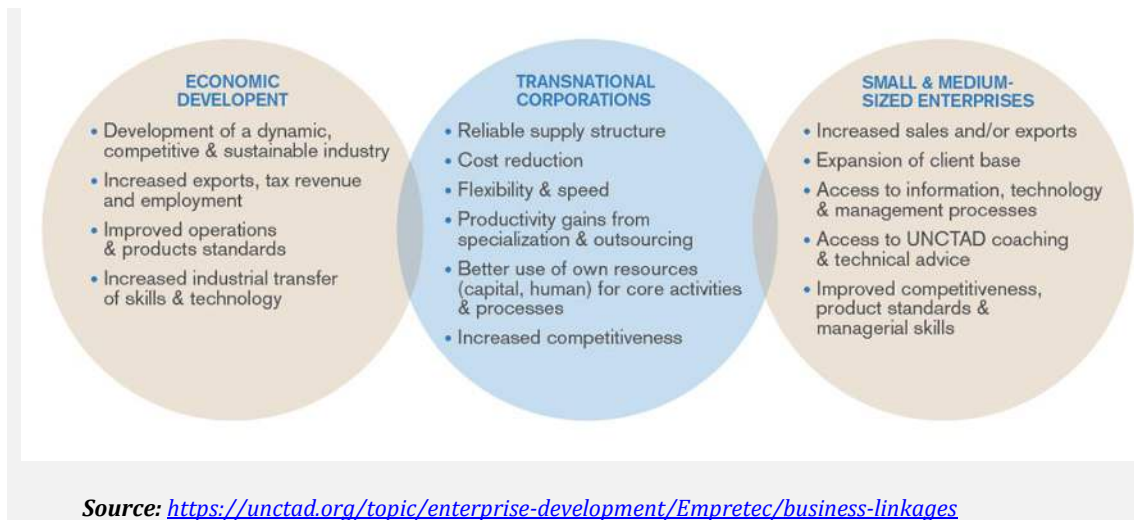 ECONOMIC
DEVELOPENT
• Development of a dynamic,
competitive & sustainable industry
• Increased exports, tax revenue
and employment
• Improved operations
& products standards
• Increased industrial transfer
of skills & technology
TRANSNATIONAL
CORPORATIONS
• Reliable supply structure
• Cost reduction
• Flexibility & speed
• Productivity gains from
specialization & outsourcing
• Better use of own resources
(capital, human) for core activities
& processes
• Increased competitiveness
SMALL & MEDIUM-
SIZED ENTERPRISES
• Increased sales and/or exports
• Expansion of client base
• Access to information, technology
& management processes
• Access to UNCTAD coaching
& technical advice
• Improved competitiveness,
product standards &
managerial skills
Source: https://unctad.org/topic/enterprise-development/Empretec/business-linkages